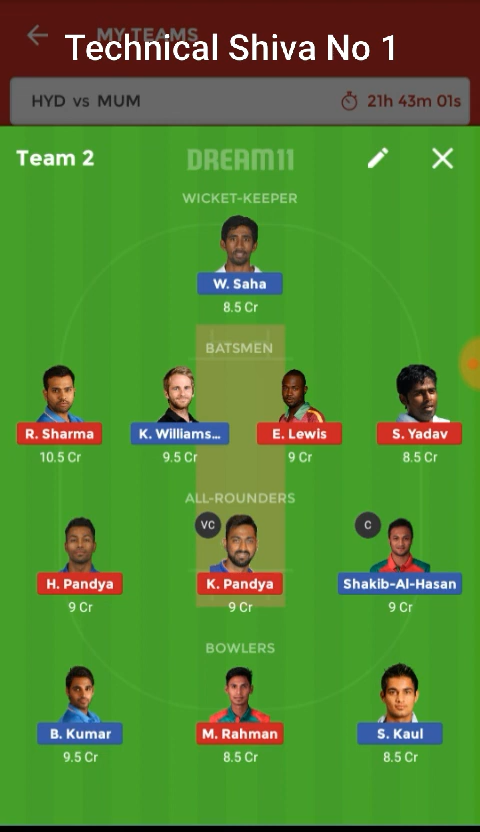 MY TEAMS
Technical Shiva No 1
HYD vs MUM
21h 43m 01s
Team 2
DREAM11
WICKET-KEEPER
W. Saha
8.5 Cr
BATSMEN
R. Sharma
K. Williams...
E. Lewis
S. Yadav
10.5 Cr
9.5 Cr
9 Cr
8.5 Cr
ALL-ROUNDERS
VC
C
H. Pandya
K. Pandya
Shakib-Al-Hasan
9 Cr
9 Cr
9 Cr
BOWLERS
B. Kumar
M. Rahman
S. Kaul
9.5 Cr
8.5 Cr
8.5 Cr